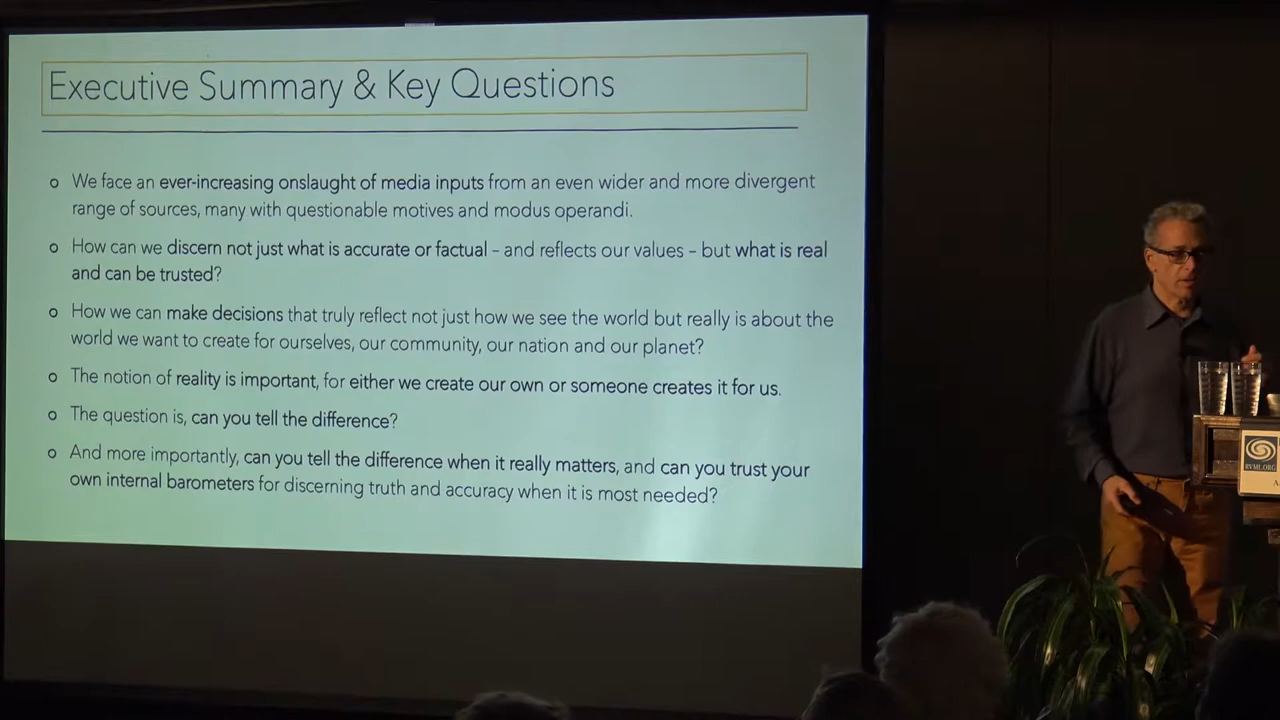 Executive Summary & Key Questions
We face an ever-increasing onslaught of media inputs from an even wider and more divergent
range of sources, many with questionable motives and modus operandi.
How can we discern not just what is accurate or factual – and reflects our values – but what is real
and can be trusted?
How we can make decisions that truly reflect not just how we see the world but really is about the
world we want to create for ourselves, our community, our nation and our planet?
The notion of reality is important, for either we create our own or someone creates it for us.
The question is, can you tell the difference?
And more importantly, can you tell the difference when it really matters, and can you trust your
own internal barometers for discerning truth and accuracy when it is most needed?
RVML.ORG
A